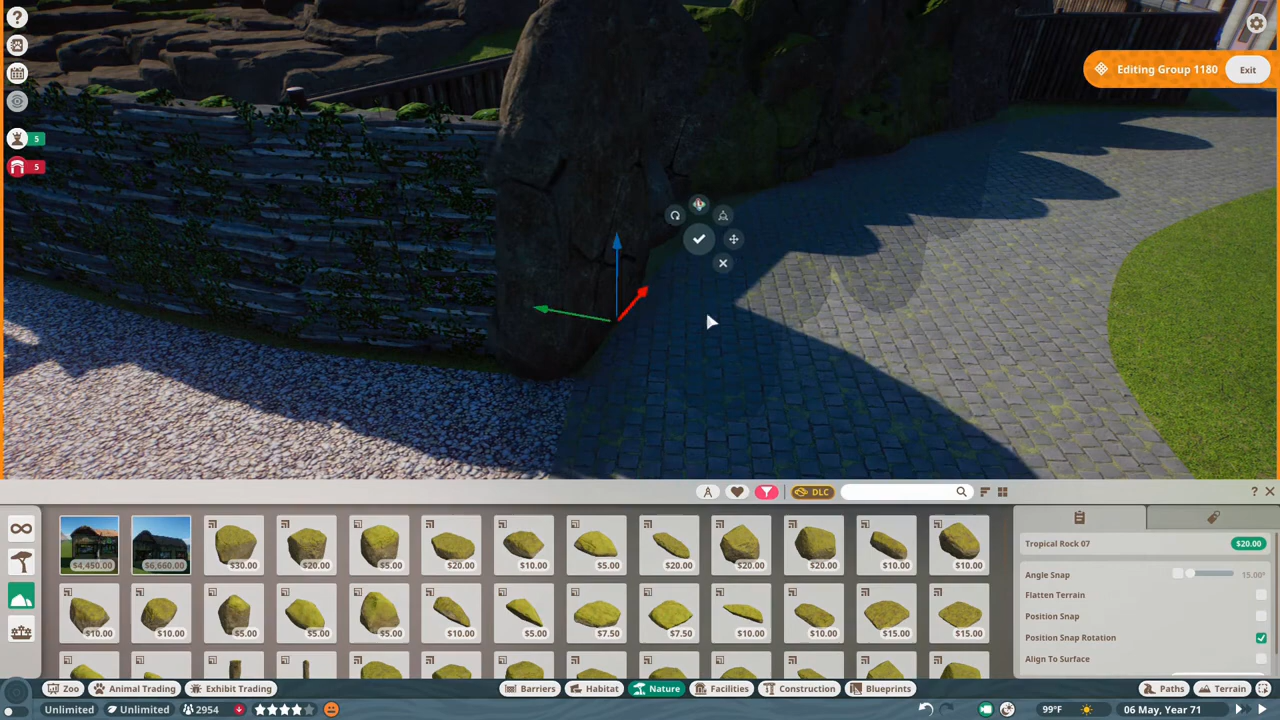 ?
Editing Group 1180
Exit
5
5
DLC
?
$4,450.00
$6,660.00
$30.00
$20.00
$5.00
$20.00
$10.00
$5.00
$20.00
$20.00
$20.00
$10.00
$10.00
$10.00
$10.00
$5.00
$5.00
$5.00
$10.00
$5.00
$7.50
$7.50
$10.00
$10.00
$15.00
$15.00
Tropical Rock 07
$20.00
Angle Snap
15.00°
Flatten Terrain
Position Snap
Position Snap Rotation
Align To Surface
Zoo
Animal Trading
Exhibit Trading
Barriers
Habitat
Nature
Facilities
Construction
Blueprints
Paths
Terrain
Unlimited
Unlimited
2954
99°F
06 May, Year 71